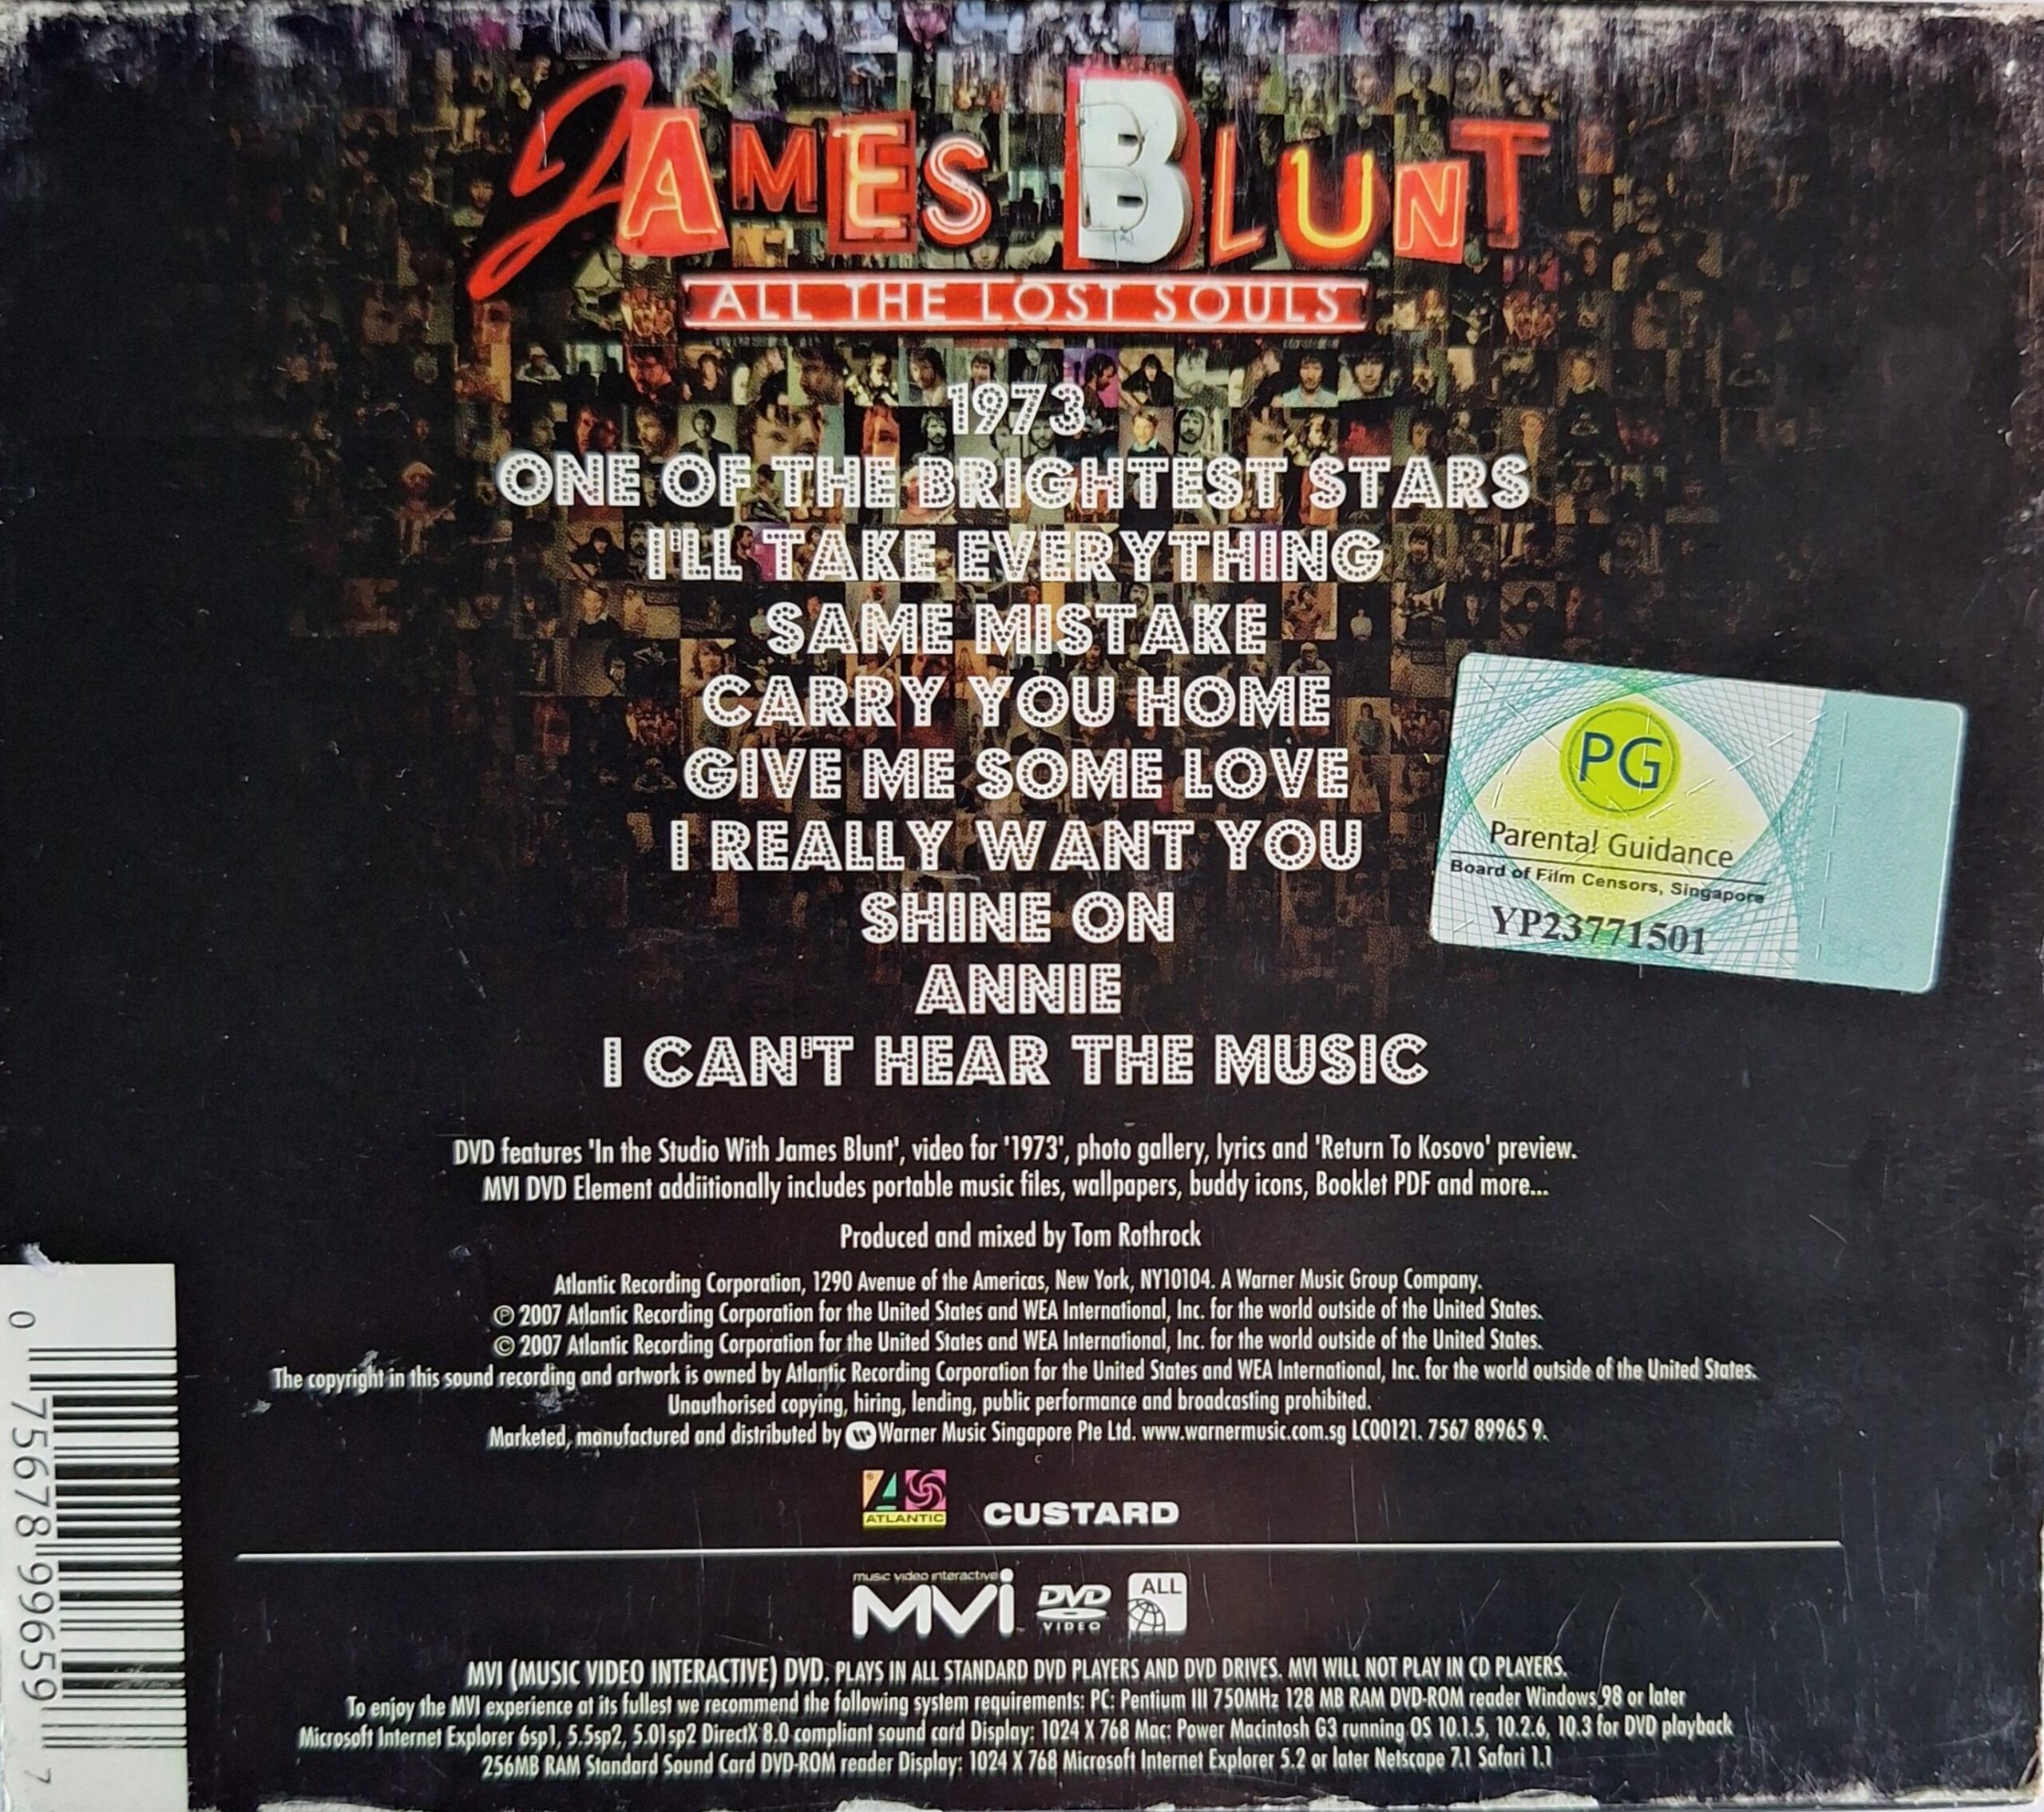 JAMES BLUNT
ALL THE LOST SOULS
1973
ONE OF THE BRIGHTEST STARS
I'LL TAKE EVERYTHING
SAME MISTAKE
CARRY YOU HOME
GIVE ME SOME LOVE
I REALLY WANT YOU
SHINE ON
ANNIE
I CAN'T HEAR THE MUSIC
PG
Parental Guidance
Board of Film Censors, Singapore
YP23771501
DVD features 'In the Studio With James Blunt', video for '1973', photo gallery, lyrics and 'Return To Kosovo' preview.
MVI DVD Element addiitionally includes portable music files, wallpapers, buddy icons, Booklet PDF and more...
Produced and mixed by Tom Rothrock
Atlantic Recording Corporation, 1290 Avenue of the Americas, New York, NY10104. A Warner Music Group Company.
℗ 2007 Atlantic Recording Corporation for the United States and WEA International, Inc. for the world outside of the United States.
© 2007 Atlantic Recording Corporation for the United States and WEA International, Inc. for the world outside of the United States.
The copyright in this sound recording and artwork is owned by Atlantic Recording Corporation for the United States and WEA International, Inc. for the world outside of the United States.
Unauthorised copying, hiring, lending, public performance and broadcasting prohibited.
Marketed, manufactured and distributed by Warner Music Singapore Pte Ltd. www.warnermusic.com.sg LC00121. 7567 89965 9.
ATLANTIC
CUSTARD
music video interactive
MVI
DVD
VIDEO
ALL
MVI (MUSIC VIDEO INTERACTIVE) DVD. PLAYS IN ALL STANDARD DVD PLAYERS AND DVD DRIVES. MVI WILL NOT PLAY IN CD PLAYERS.
To enjoy the MVI experience at its fullest we recommend the following system requirements: PC: Pentium III 750MHz 128 MB RAM DVD-ROM reader Windows 98 or later
Microsoft Internet Explorer 6sp1, 5.5sp2, 5.01sp2 DirectX 8.0 compliant sound card Display: 1024 X 768 Mac: Power Macintosh G3 running OS 10.1.5, 10.2.6, 10.3 for DVD playback
256MB RAM Standard Sound Card DVD-ROM reader Display: 1024 X 768 Microsoft Internet Explorer 5.2 or later Netscape 7.1 Safari 1.1
0 75678 99659 7